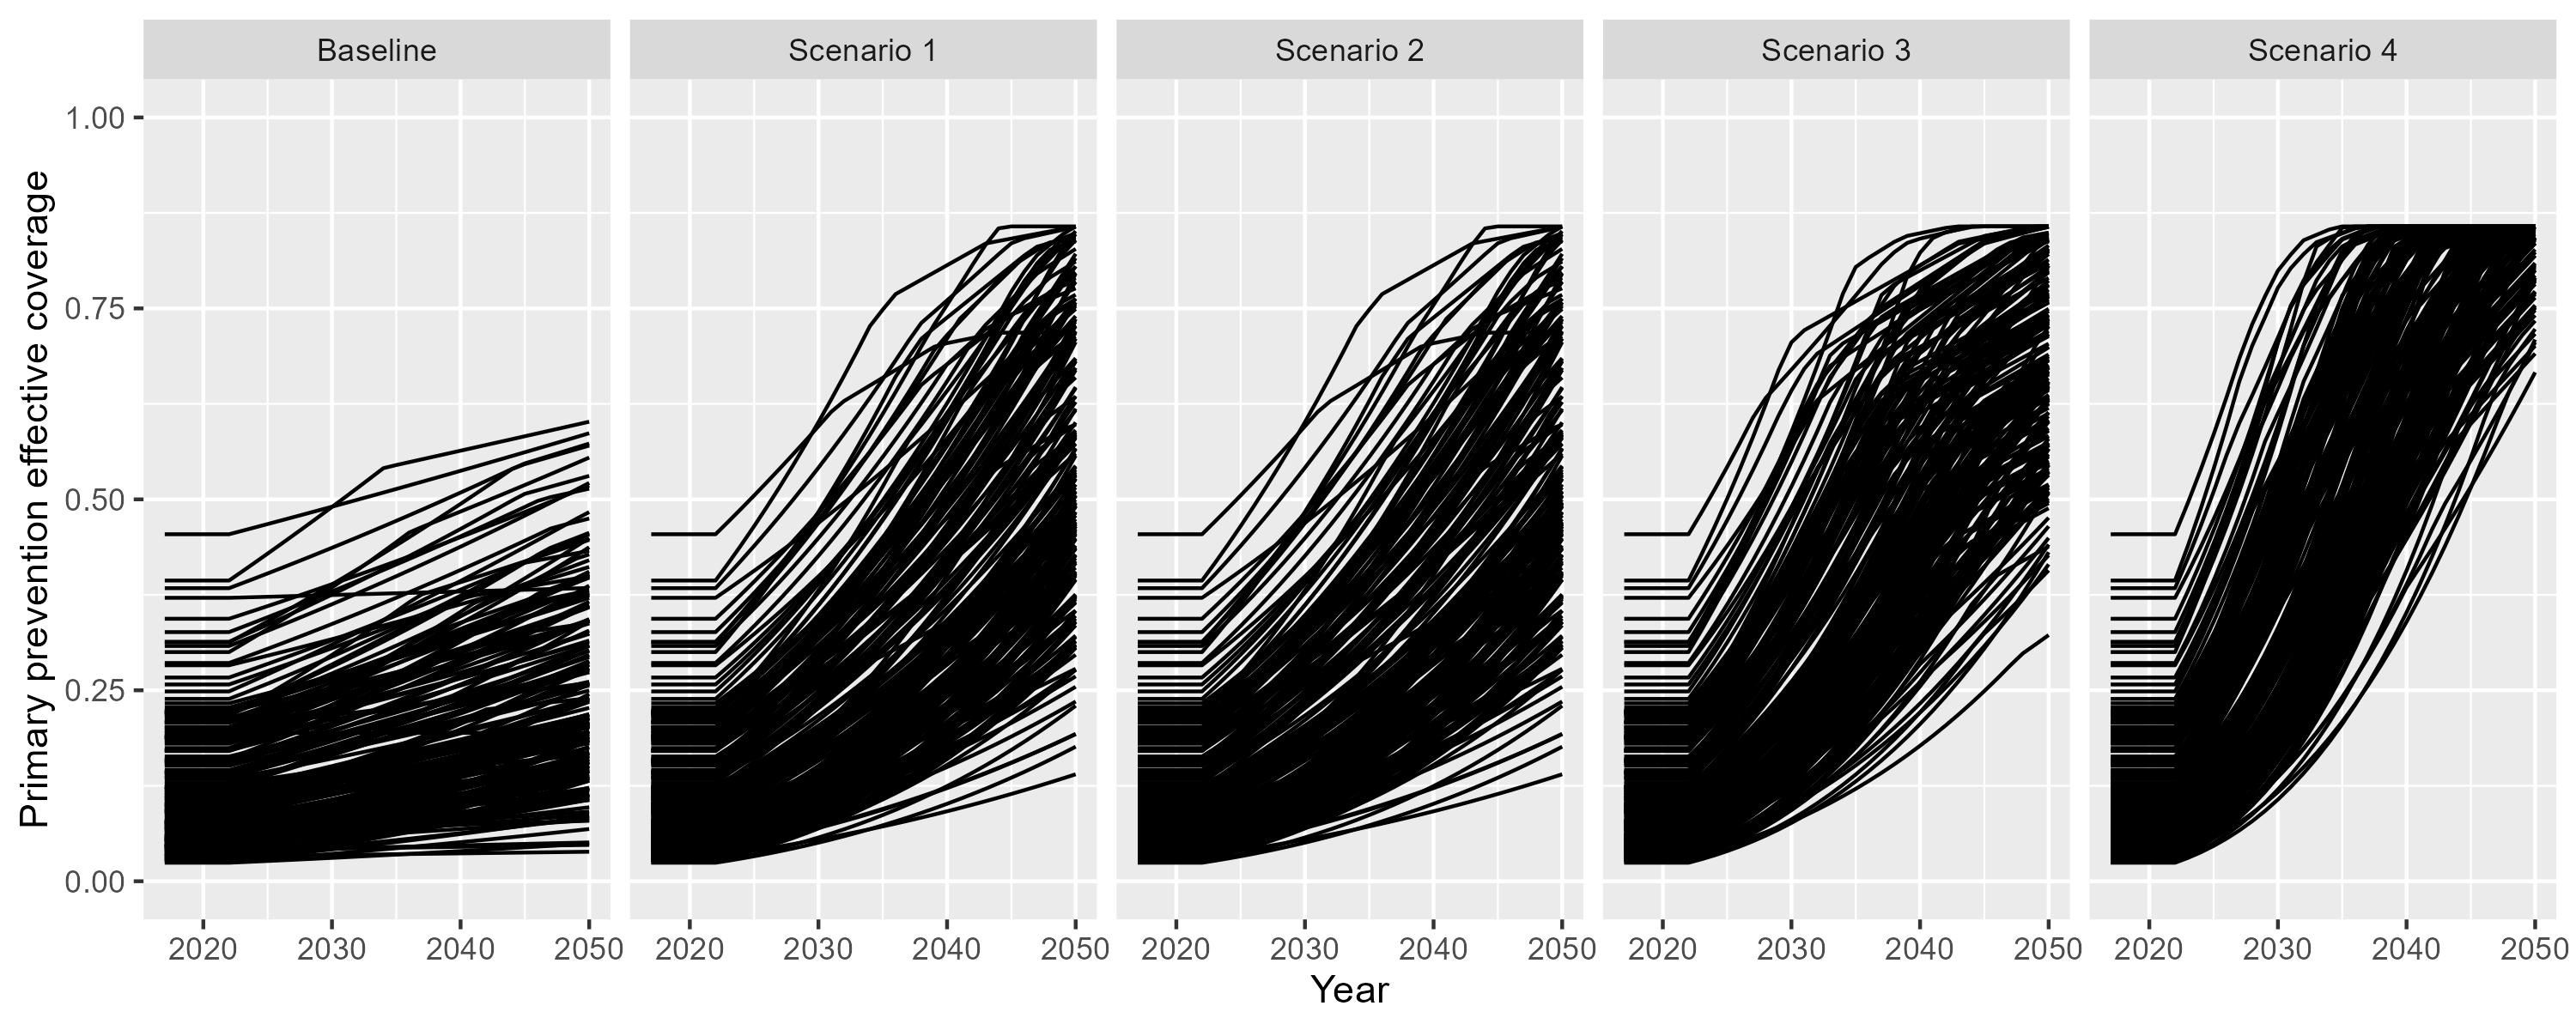 Baseline
Scenario 1
Scenario 2
Scenario 3
Scenario 4
Primary prevention effective coverage
1.00
0.75
0.50
0.25
0.00
2020 2030 2040 2050 2020 2030 2040 2050 2020 2030 2040 2050 2020 2030 2040 2050 2020 2030 2040 2050
Year